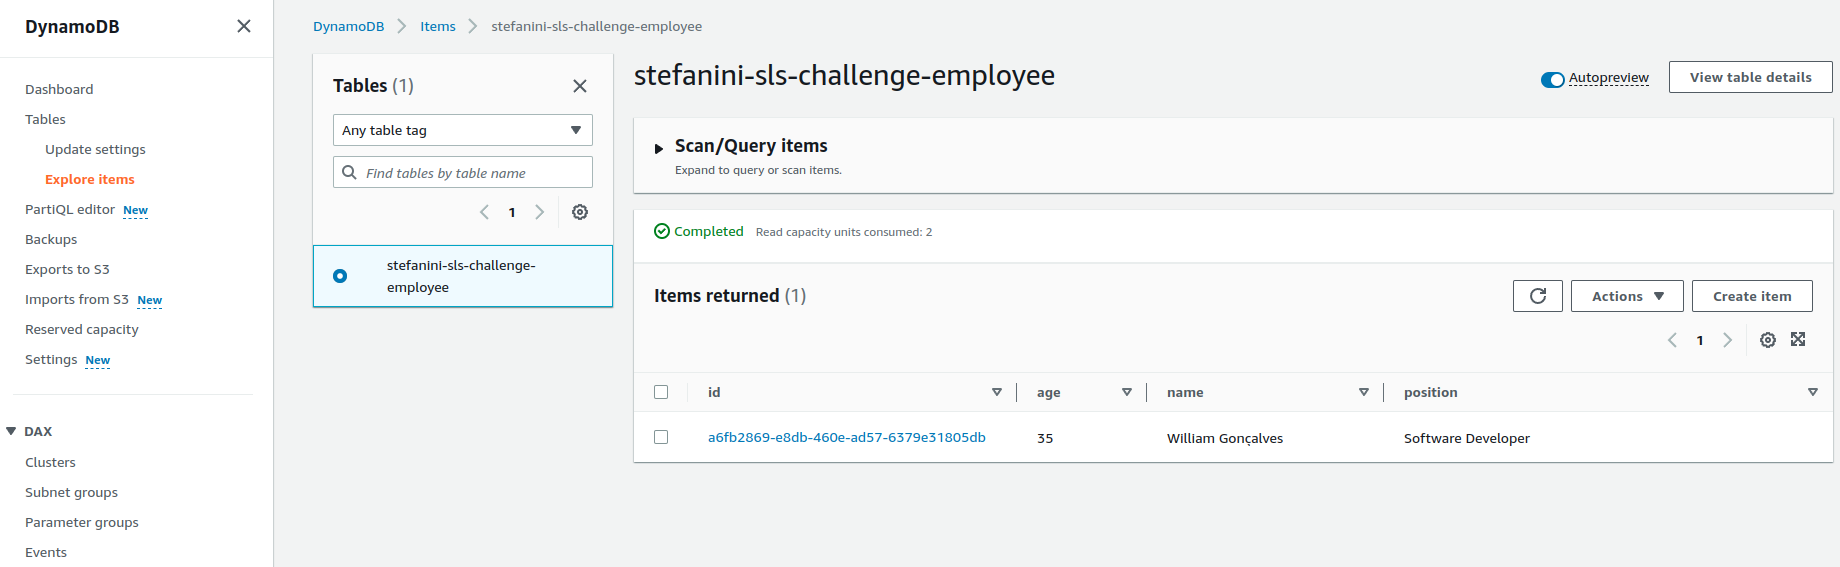 DynamoDB
Dashboard
Tables
Update settings
Explore items
PartiQL editor New
Backups
Exports to S3
Imports from S3 New
Reserved capacity
Settings New
DAX
Clusters
Subnet groups
Parameter groups
Events
DynamoDB Items stefanini-sls-challenge-employee
Tables (1)
Any table tag
Find tables by table name
1
stefanini-sls-challenge-
employee
stefanini-sls-challenge-employee
Autopreview
View table details
Scan/Query items
Expand to query or scan items.
Completed Read capacity units consumed: 2
Items returned (1)
Actions
Create item
1
id age name position
a6fb2869-e8db-460e-ad57-6379e31805db 35 William Gonçalves Software Developer